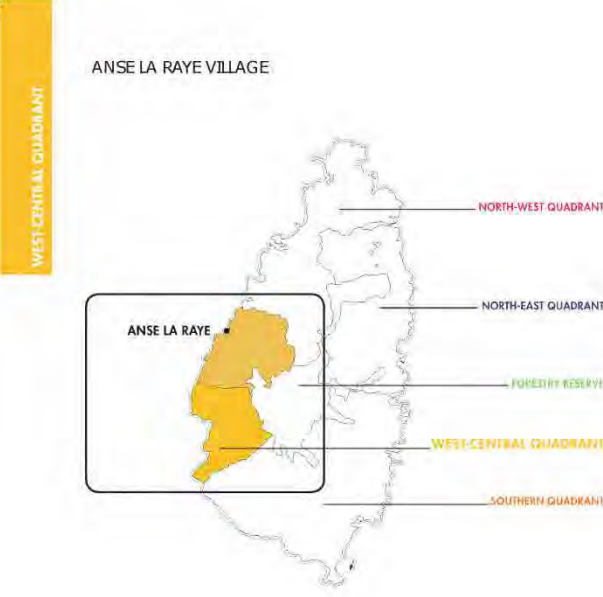 WEST-CENTRAL QUADRANT
ANSE LA RAYE VILLAGE
NORTH-WEST QUADRANT
NORTH-EAST QUADRANT
ANSE LA RAYE
FORESTRY RESERVE
WEST-CENTRAL QUADRANT
SOUTHERN QUADRANT